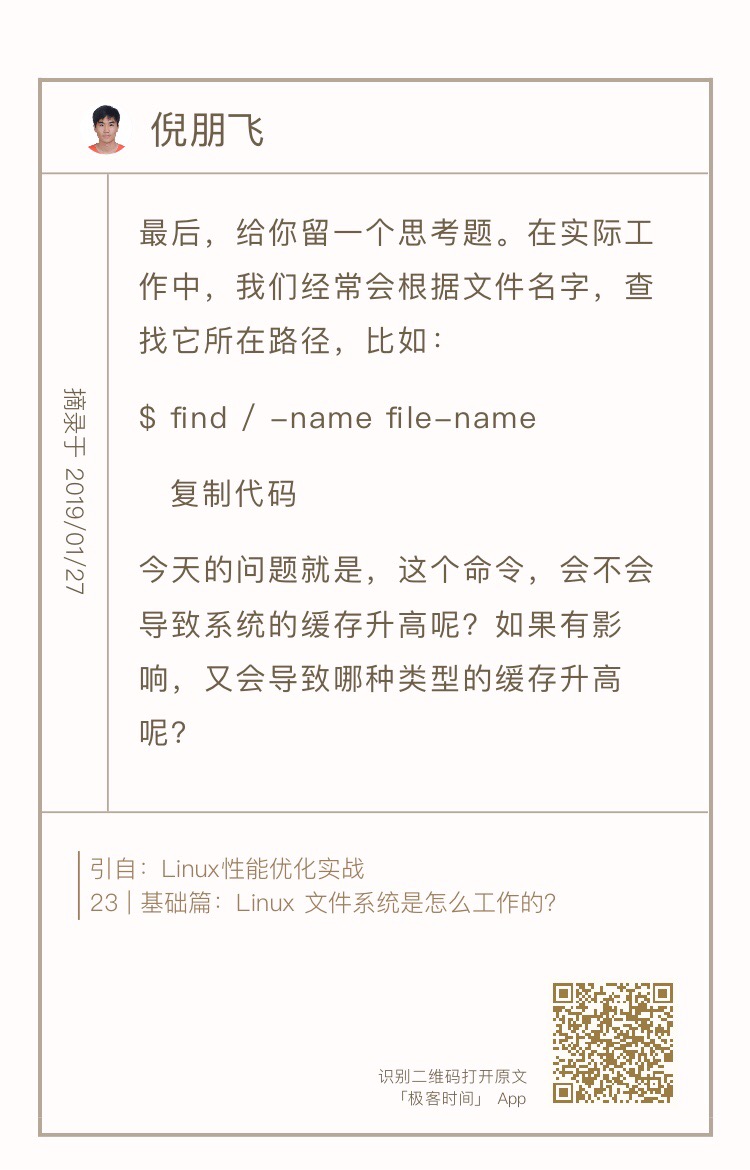 倪朋飞
最后，给你留一个思考题。在实际工
作中，我们经常会根据文件名字，查
找它所在路径，比如：
$ find / -name file-name
复制代码
今天的问题就是，这个命令，会不会
导致系统的缓存升高呢？如果有影
响，又会导致哪种类型的缓存升高
呢？
摘录于 2019/01/27
引自：Linux性能优化实战
23 | 基础篇：Linux 文件系统是怎么工作的？
识别二维码打开原文
「极客时间」 App